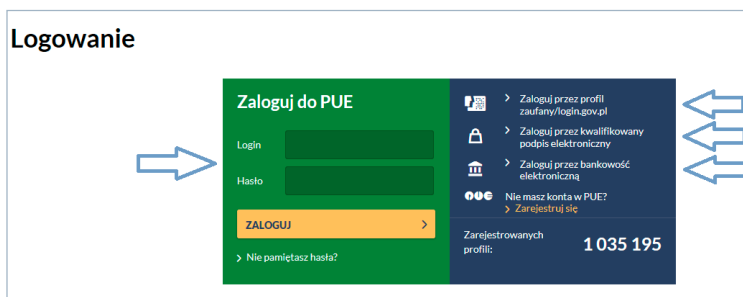 Logowanie
Zaloguj do PUE
Login
Hasło
ZALOGUJ
Nie pamiętasz hasła?
Zaloguj przez profil
zaufany/login.gov.pl
Zaloguj przez kwalifikowany
podpis elektroniczny
Zaloguj przez bankowość
elektroniczną
PUE Nie masz konta w PUE?
Zarejestruj się
Zarejestrowanych
profili:
1 035 195